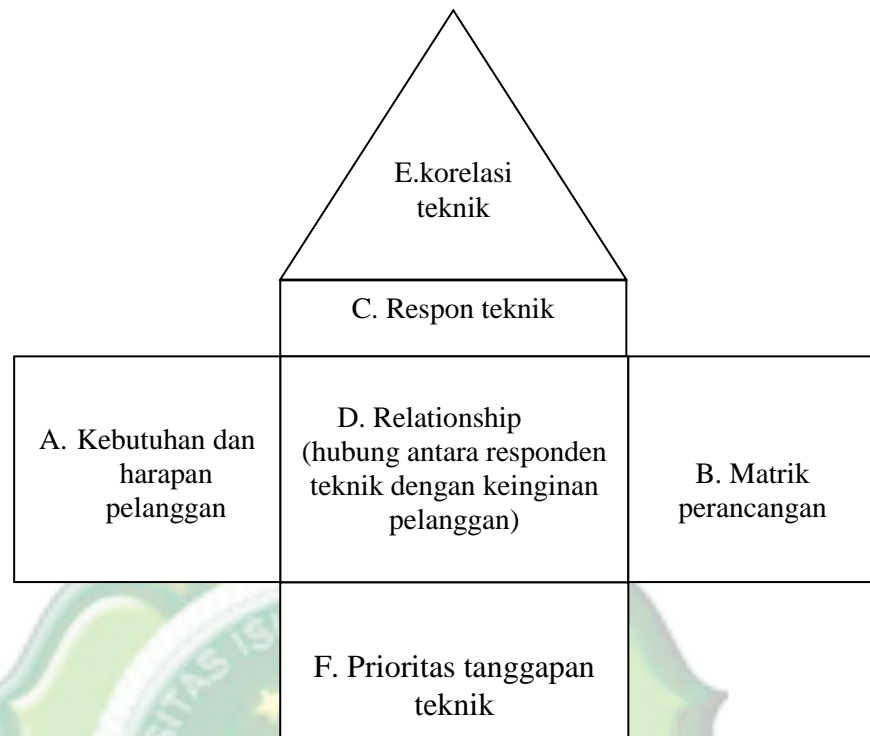 E.korelasi
teknik
C. Respon teknik
A. Kebutuhan dan
harapan
pelanggan
D. Relationship
(hubung antara responden
teknik dengan keinginan
pelanggan)
B. Matrik
perancangan
F. Prioritas tanggapan
teknik